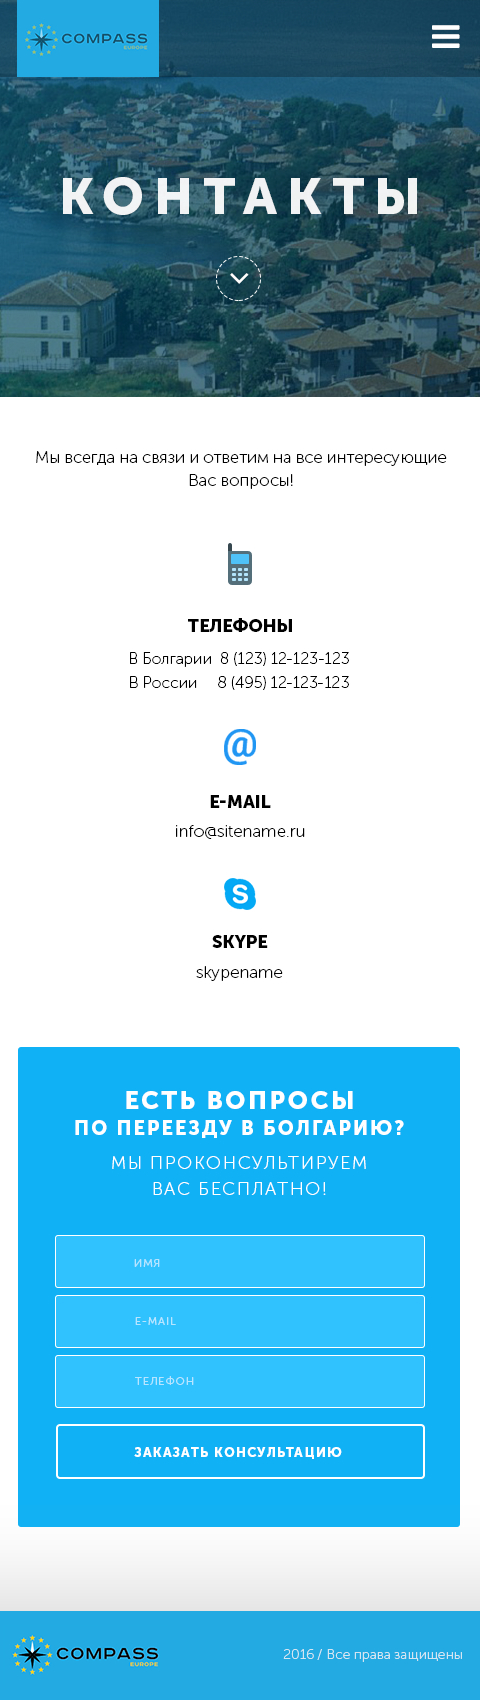 COMPASS
EUROPE
КОНТАКТЫ
Мы всегда на связи и ответим на все интересующие
Вас вопросы!
ТЕЛЕФОНЫ
В Болгарии 8 (123) 12-123-123
В России 8 (495) 12-123-123
@
E-MAIL
info@sitename.ru
S
SKYPE
skypename
ЕСТЬ ВОПРОСЫ
ПО ПЕРЕЕЗДУ В БОЛГАРИЮ?
МЫ ПРОКОНСУЛЬТИРУЕМ
ВАС БЕСПЛАТНО!
ИМЯ
E-MAIL
ТЕЛЕФОН
ЗАКАЗАТЬ КОНСУЛЬТАЦИЮ
COMPASS
EUROPE
2016 / Все права защищены